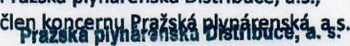 Pražská plynárenská Distribuce, a.s.,
člen koncernu Pražská plynárenská, a.s.
Pražská plynárenská Distribuce, a. s.